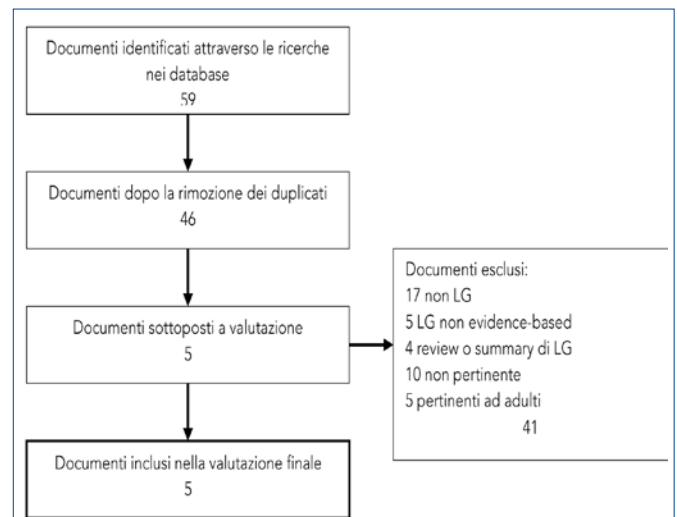 Documenti identificati attraverso le ricerche
nei database
59
Documenti dopo la rimozione dei duplicati
46
Documenti sottoposti a valutazione
5
Documenti esclusi:
17 non LG
5 LG non evidence-based
4 review o summary di LG
10 non pertinente
5 pertinenti ad adulti
41
Documenti inclusi nella valutazione finale
5